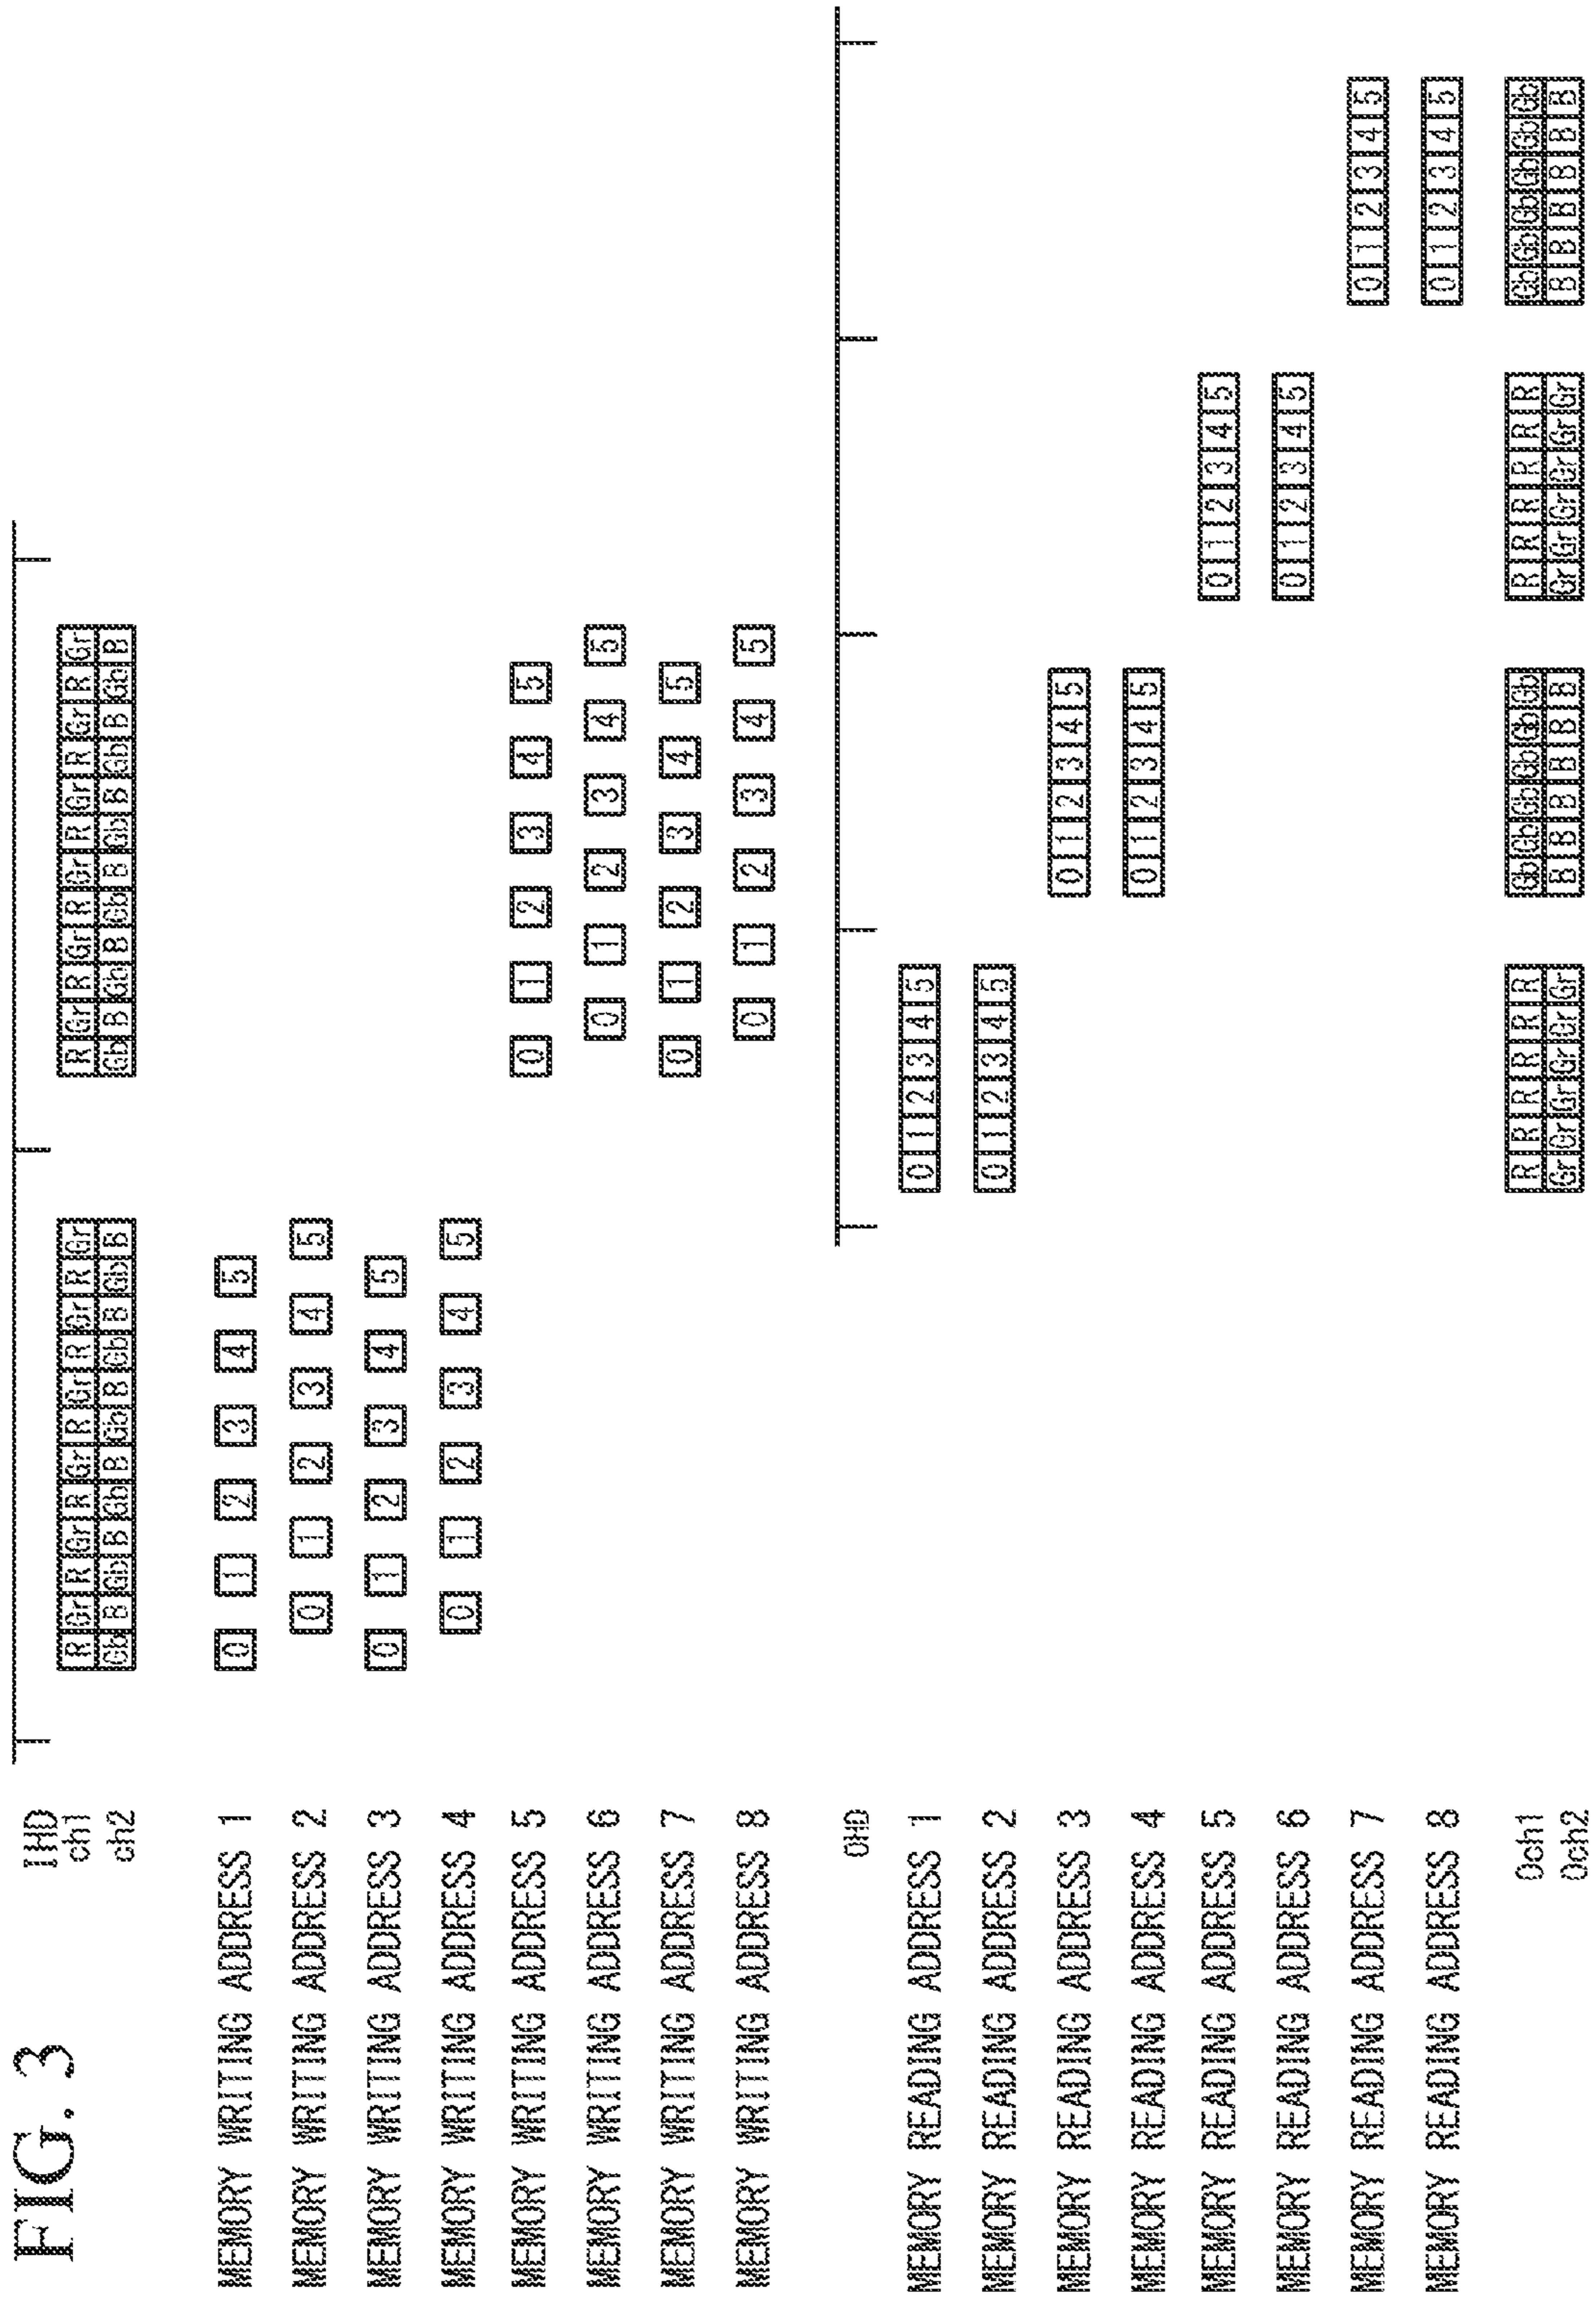 FIG. 3
IHD
ch1 R Gr R Gr R Gr R Gr R Gr R Gr R Gr R Gr R Gr R Gr R Gr R Gr
ch2 Gb B Gb B Gb B Gb B Gb B Gb B Gb B Gb B Gb B Gb B Gb B Gb B
MEMORY WRITING ADDRESS 1 0 1 2 3 4 5
MEMORY WRITING ADDRESS 2 0 1 2 3 4 5
MEMORY WRITING ADDRESS 3 0 1 2 3 4 5
MEMORY WRITING ADDRESS 4 0 1 2 3 4 5
MEMORY WRITING ADDRESS 5 0 1 2 3 4 5
MEMORY WRITING ADDRESS 6 0 1 2 3 4 5
MEMORY WRITING ADDRESS 7 0 1 2 3 4 5
MEMORY WRITING ADDRESS 8 0 1 2 3 4 5
OHD
MEMORY READING ADDRESS 1 0 1 2 3 4 5
MEMORY READING ADDRESS 2 0 1 2 3 4 5
MEMORY READING ADDRESS 3 0 1 2 3 4 5
MEMORY READING ADDRESS 4 0 1 2 3 4 5
MEMORY READING ADDRESS 5 0 1 2 3 4 5
MEMORY READING ADDRESS 6 0 1 2 3 4 5
MEMORY READING ADDRESS 7 0 1 2 3 4 5
MEMORY READING ADDRESS 8 0 1 2 3 4 5
Och1 R R R R R R Gb Gb Gb Gb Gb Gb R R R R R R Gb Gb Gb Gb Gb Gb
Och2 Gr Gr Gr Gr Gr Gr B B B B B B Gr Gr Gr Gr Gr Gr B B B B B B